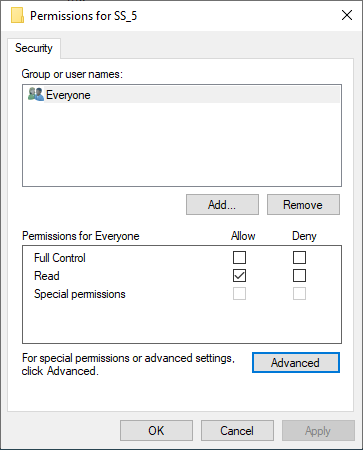 Permissions for SS_5
Security
Group or user names:
Everyone
Add... Remove
Permissions for Everyone Allow Deny
Full Control
Read
Special permissions
For special permissions or advanced settings,
click Advanced.
Advanced
OK Cancel Apply